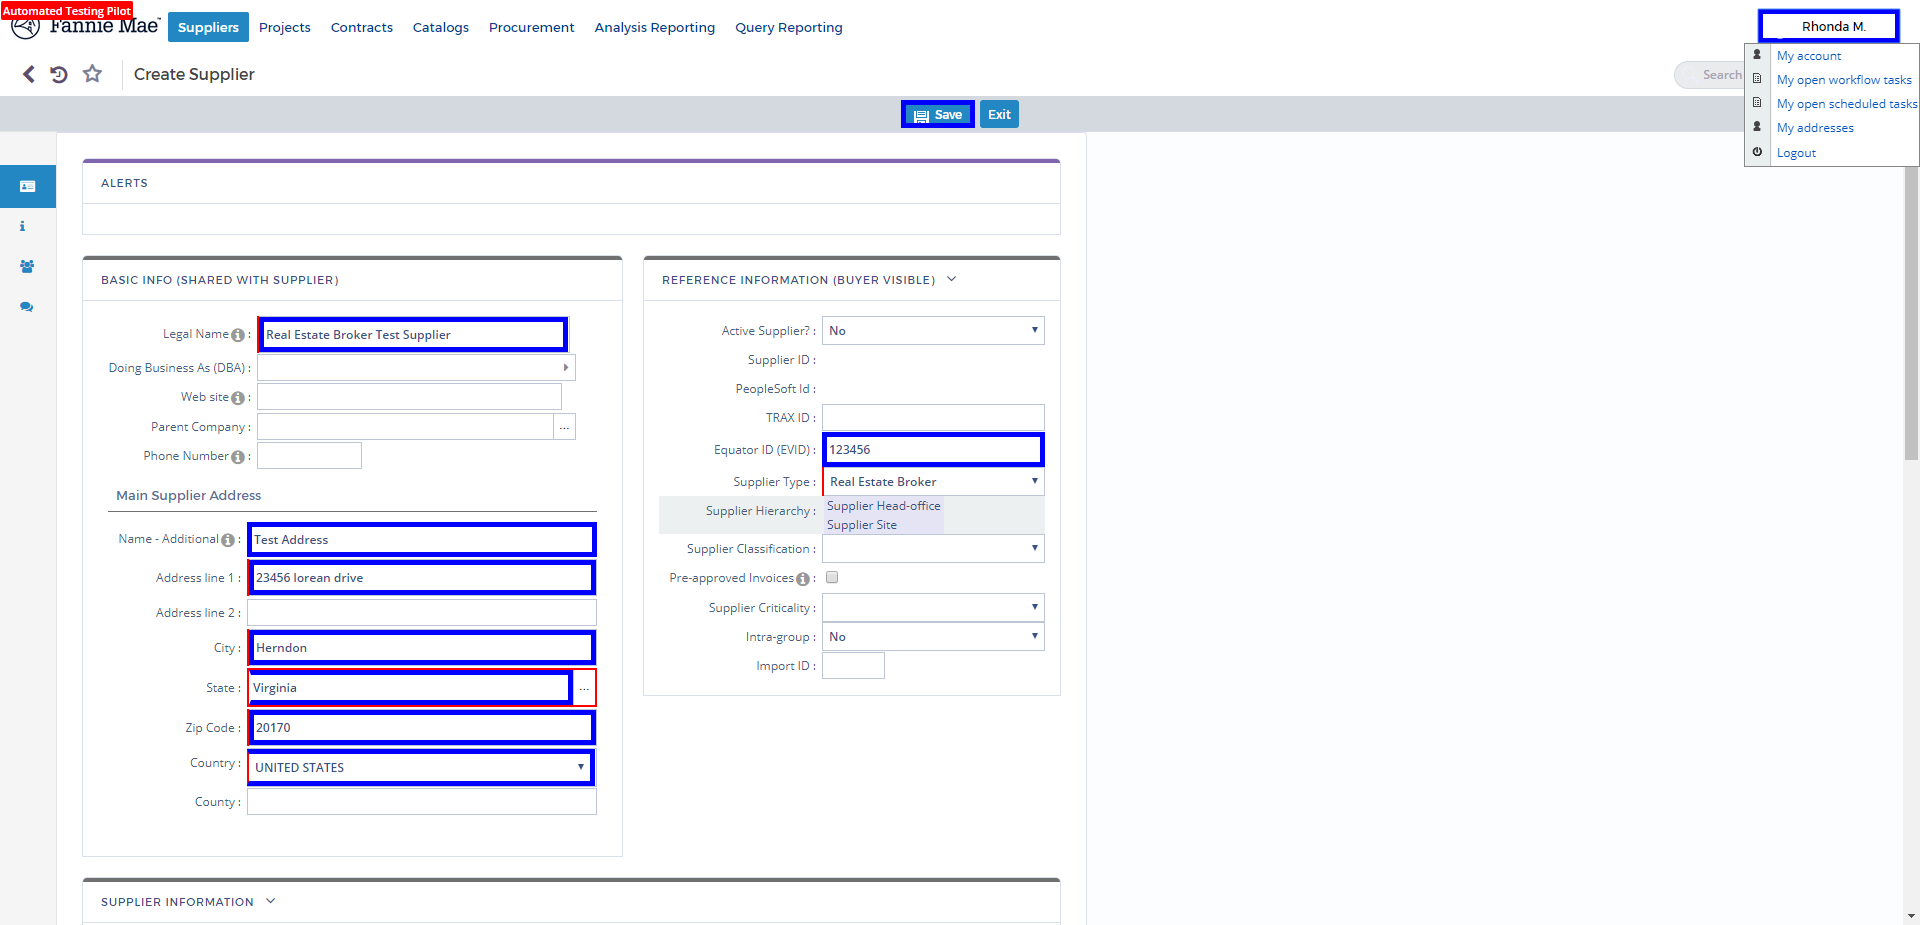 Automated Testing Pilot
Fannie Mae
Suppliers Projects Contracts Catalogs Procurement Analysis Reporting Query Reporting
Rhonda M.
My account
My open workflow tasks
My open scheduled tasks
My addresses
Logout
Create Supplier
Search
Save Exit
ALERTS
BASIC INFO (SHARED WITH SUPPLIER)
Legal Name : Real Estate Broker Test Supplier
Doing Business As (DBA) :
Web site :
Parent Company : ...
Phone Number :
Main Supplier Address
Name - Additional : Test Address
Address line 1 : 23456 lorean drive
Address line 2 :
City : Herndon
State : Virginia ...
Zip Code : 20170
Country : UNITED STATES
County :
REFERENCE INFORMATION (BUYER VISIBLE)
Active Supplier? : No
Supplier ID :
PeopleSoft Id :
TRAX ID :
Equator ID (EVID) : 123456
Supplier Type : Real Estate Broker
Supplier Hierarchy : Supplier Head-office
Supplier Site
Supplier Classification :
Pre-approved Invoices :
Supplier Criticality :
Intra-group : No
Import ID :
SUPPLIER INFORMATION